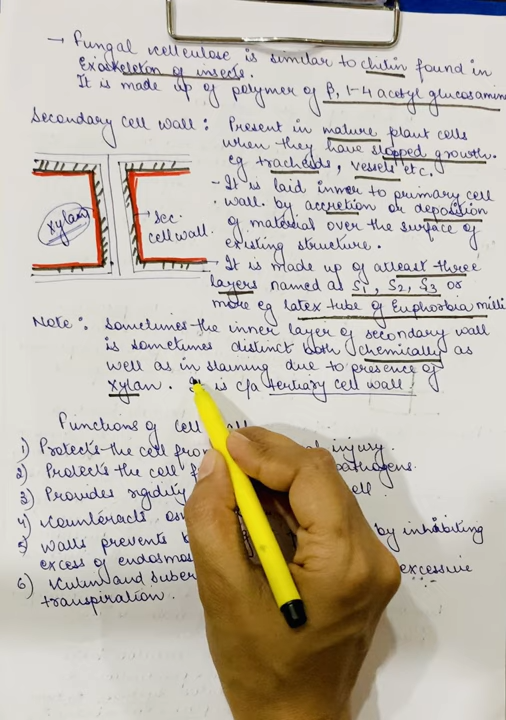 → Fungal cellulose is similar to chitin found in
Exoskeleton of insects.
It is made up of polymer of β, 1-4 acetyl glucosamin
Secondary cell wall : Present in mature plant cells
when they have stopped growth.
eg tracheids, vessels etc.
- It is laid inner to primary cell
wall by accretion or deposition
of material over the surface of
existing structure.
xylan
sec.
cell wall.
- It is made up of atleast three
layers named as S1, S2, S3 or
more eg latex tube of Euphorbia milli
Note : Sometimes the inner layer of secondary wall
is sometimes distinct both chemically as
well as in staining due to presence of
xylan. is c/a tertiary cell wall
Functions of cell
1) Protects the cell injury.
2) Protects the cell pathogens.
3) Provides rigidity
4) Counteracts
5) Walls prevents by inhibiting
excess of
6) and excessive
transpiration.